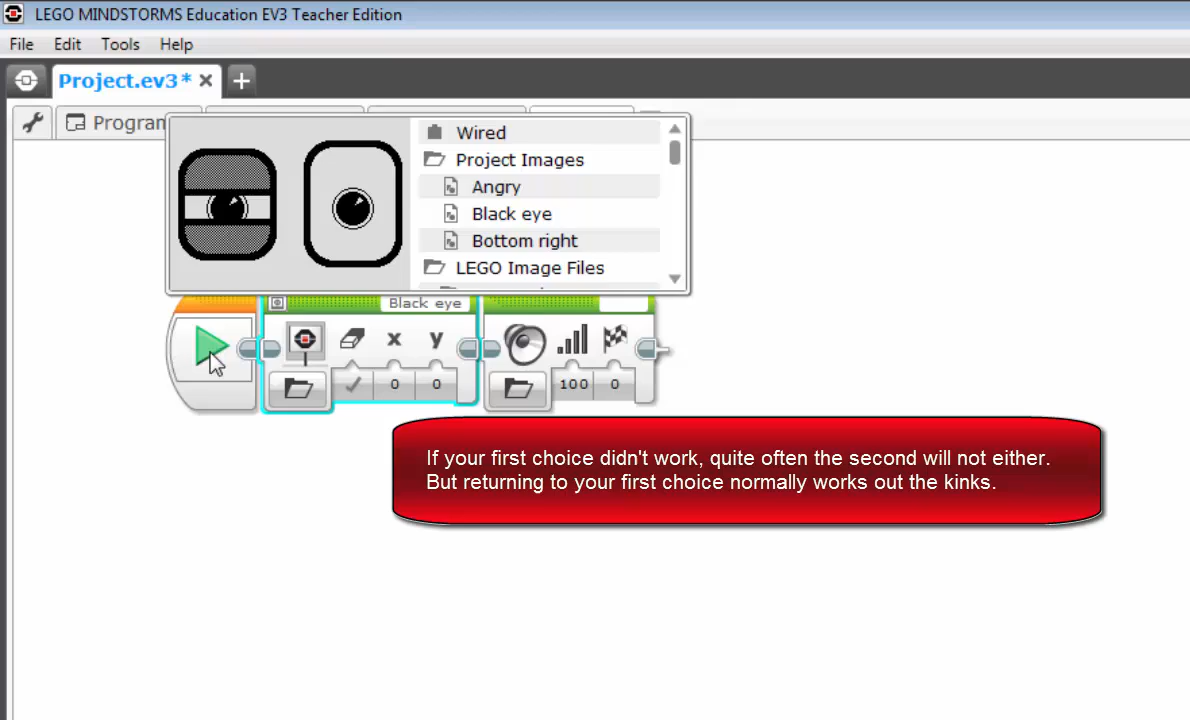 LEGO MINDSTORMS Education EV3 Teacher Edition
File Edit Tools Help
Project.ev3*
Wired
Project Images
Angry
Black eye
Bottom right
LEGO Image Files
Black eye
x y
0 0 100 0
If your first choice didn't work, quite often the second will not either.
But returning to your first choice normally works out the kinks.